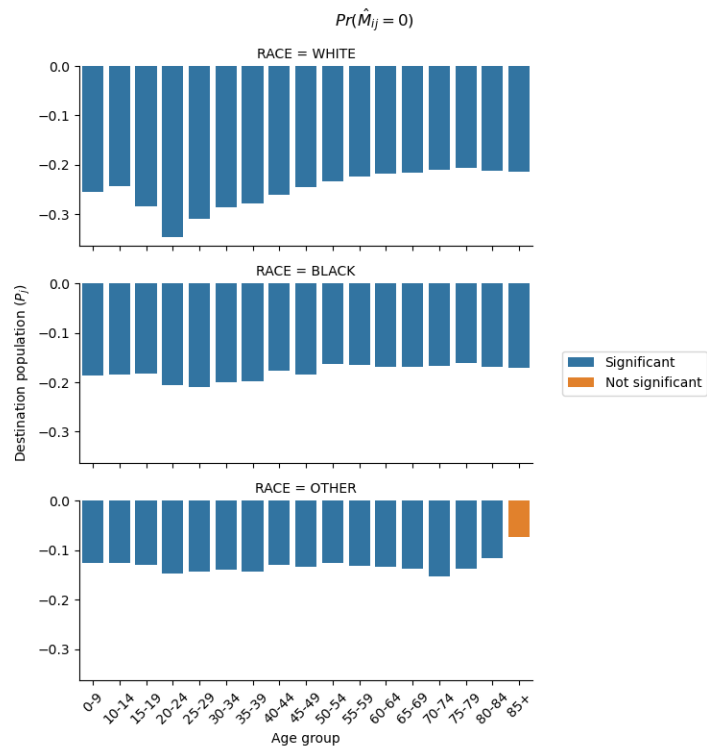 Pr(M̂ij = 0)
RACE = WHITE
0.0
−0.1
−0.2
−0.3
RACE = BLACK
0.0
−0.1
−0.2
−0.3
RACE = OTHER
0.0
−0.1
−0.2
−0.3
Destination population (Pj)
0-9 10-14 15-19 20-24 25-29 30-34 35-39 40-44 45-49 50-54 55-59 60-64 65-69 70-74 75-79 80-84 85+
Age group
Significant
Not significant